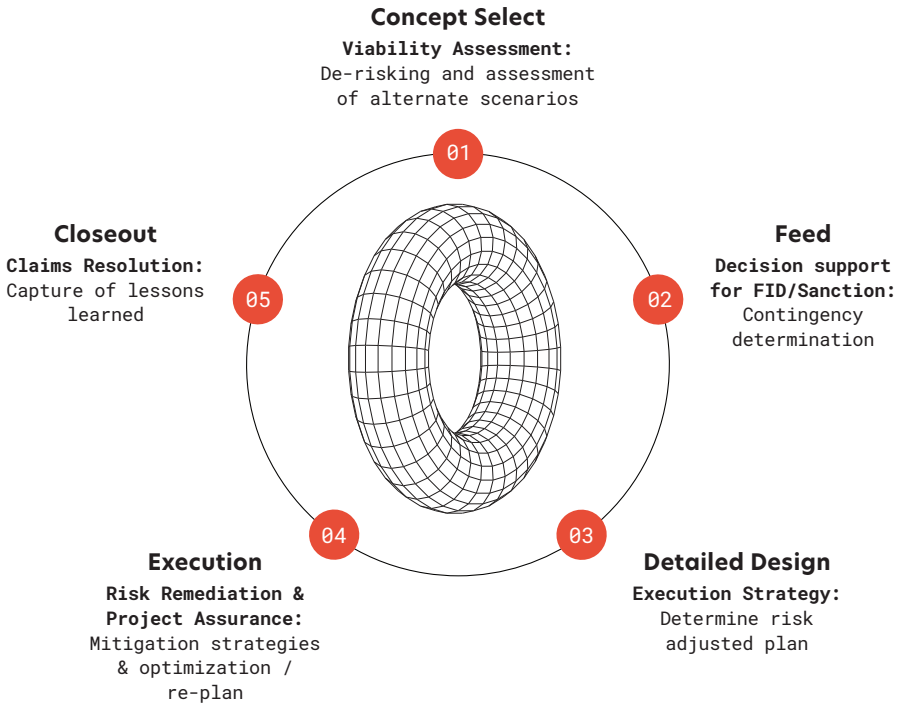 Concept Select
Viability Assessment:
De-risking and assessment
of alternate scenarios
01
Feed
Decision support
for FID/Sanction:
Contingency
determination
02
Detailed Design
Execution Strategy:
Determine risk
adjusted plan
03
Execution
Risk Remediation &
Project Assurance:
Mitigation strategies
& optimization /
re-plan
04
Closeout
Claims Resolution:
Capture of lessons
learned
05